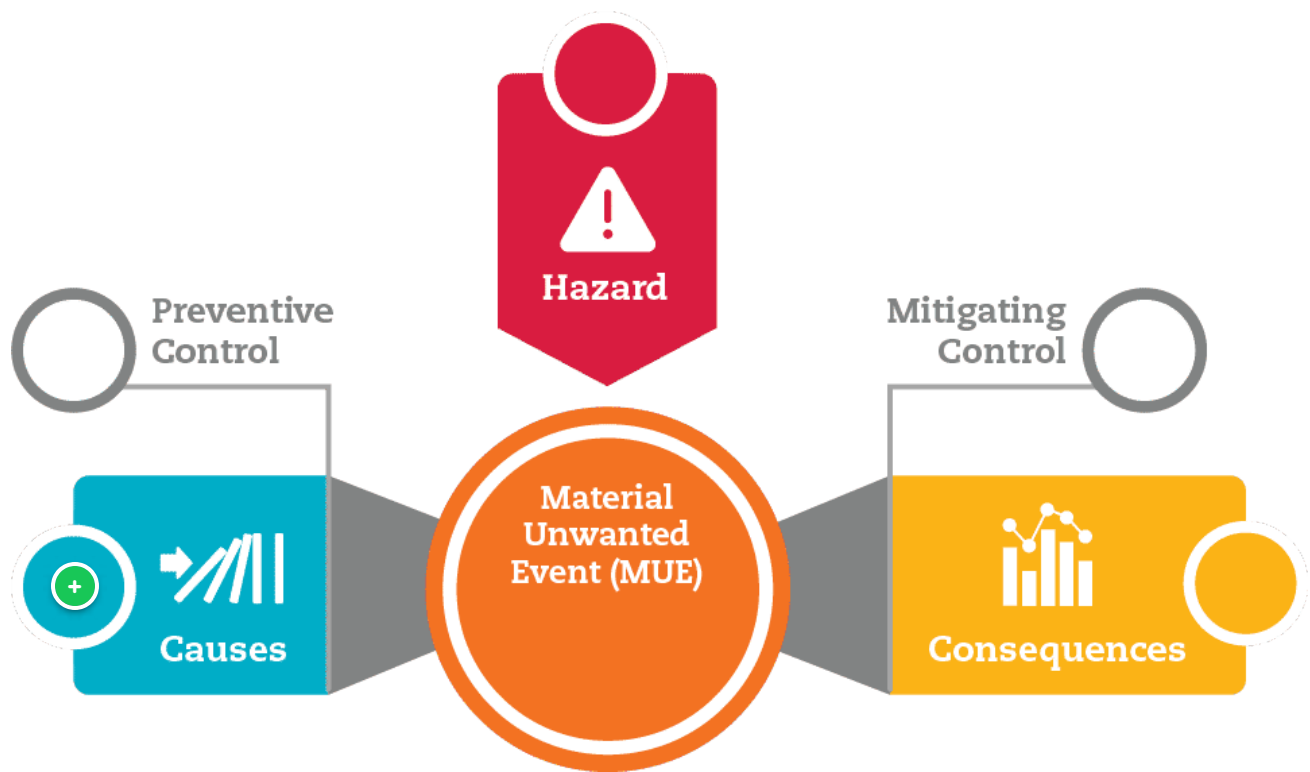 Hazard
Preventive
Control
Mitigating
Control
Material
Unwanted
Event (MUE)
Causes
Consequences